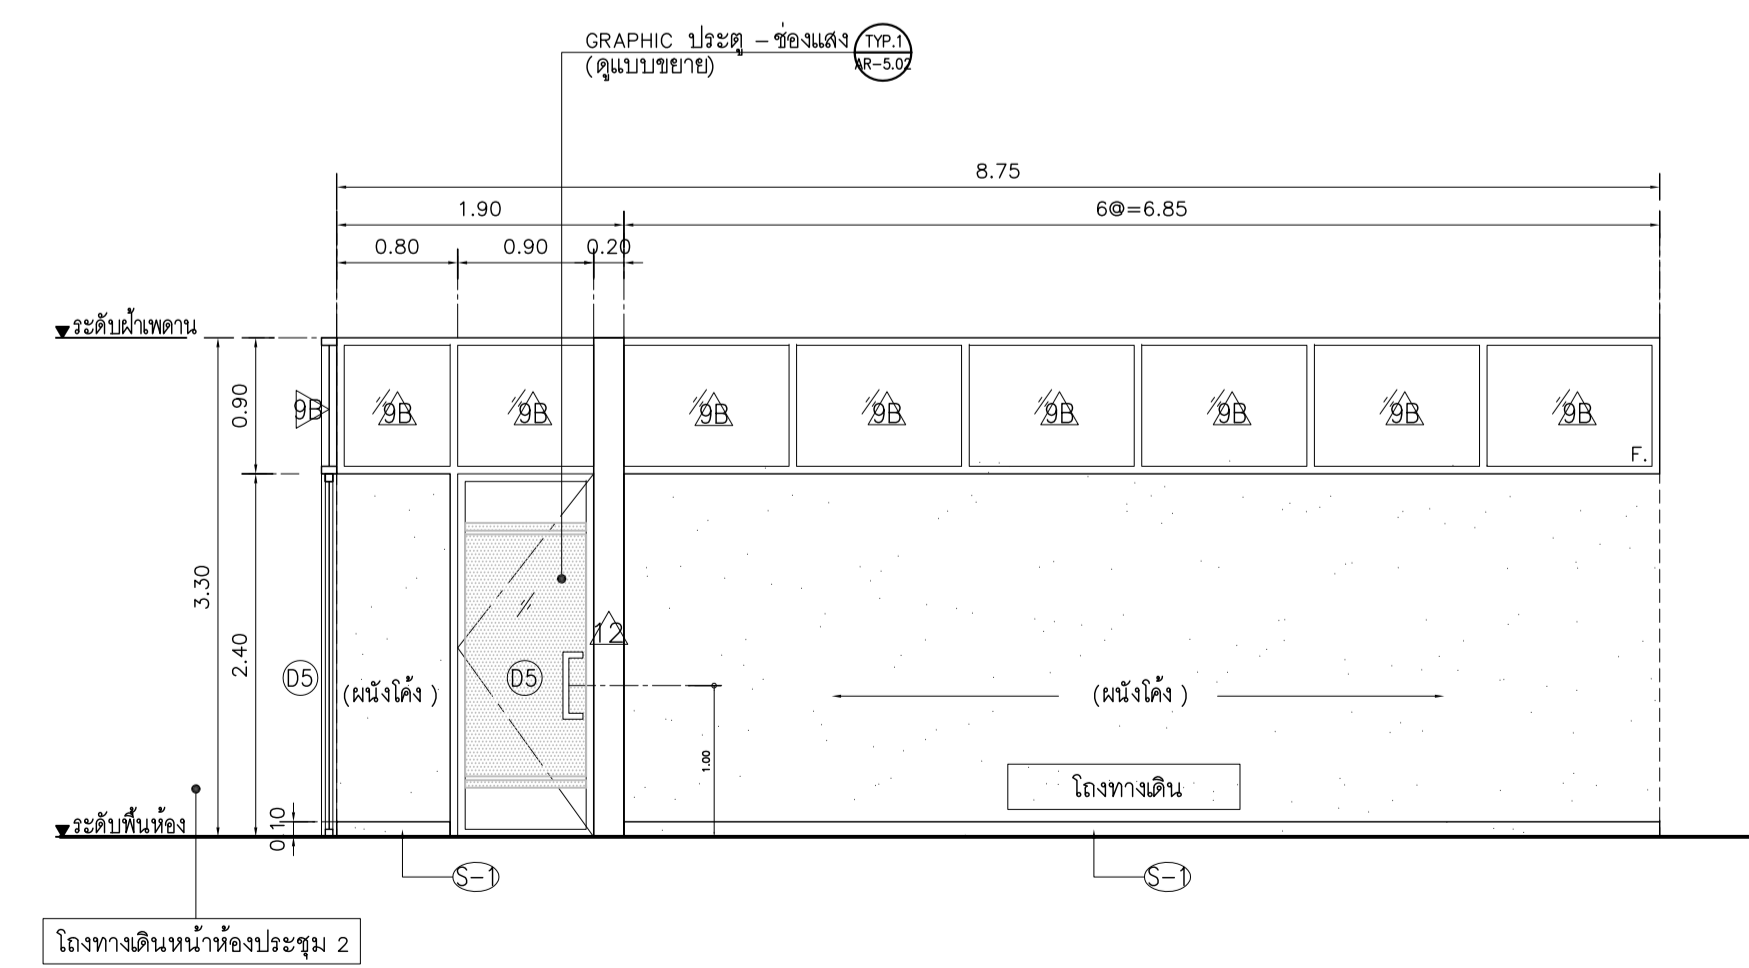 GRAPHIC ประตู - ช่องแสง
(ดูแบบขยาย)
TYP.1
AR-5.02
8.75
1.90
6@=6.85
0.80
0.90
0.20
ระดับฝ้าเพดาน
0.90
9B
9B
9B
9B
9B
9B
9B
9B
9B
F.
3.30
2.40
12
D5
D5
(ผนังโค้ง )
(ผนังโค้ง )
1.00
โถงทางเดิน
ระดับพื้นห้อง
0.10
S-1
S-1
โถงทางเดินหน้าห้องประชุม 2